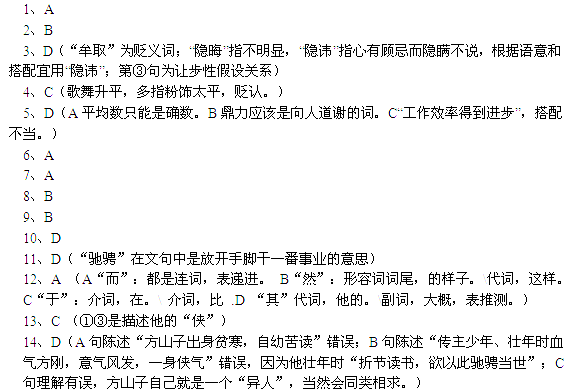 1、A
2、B
3、D（“牟取”为贬义词；“隐晦”指不明显，“隐讳”指心有顾忌而隐瞒不说，根据语意和
搭配宜用“隐讳”；第③句为让步性假设关系）
4、C（歌舞升平，多指粉饰太平，贬认。）
5、D（A 平均数只能是确数。B 鼎力应该是向人道谢的词。C“工作效率得到进步”，搭配
不当。）
6、A
7、A
8、B
9、B
10、D
11、D（“驰骋”在文句中是放开手脚干一番事业的意思）
12、A （A“而”：都是连词，表递进。 B“然”：形容词词尾，的样子。\代词，这样。
C“于”：介词，在。\ 介词，比 .D “其”代词，他的。副词，大概，表推测。）
13、C （①③是描述他的“侠”）
14、D（A 句陈述“方山子出身贫寒，自幼苦读”错误；B 句陈述“传主少年、壮年时血
气方刚，意气风发，一身侠气”错误，因为他壮年时“折节读书，欲以此驰骋当世”；C
句理解有误，方山子自己就是一个“异人”，当然会同类相求。）